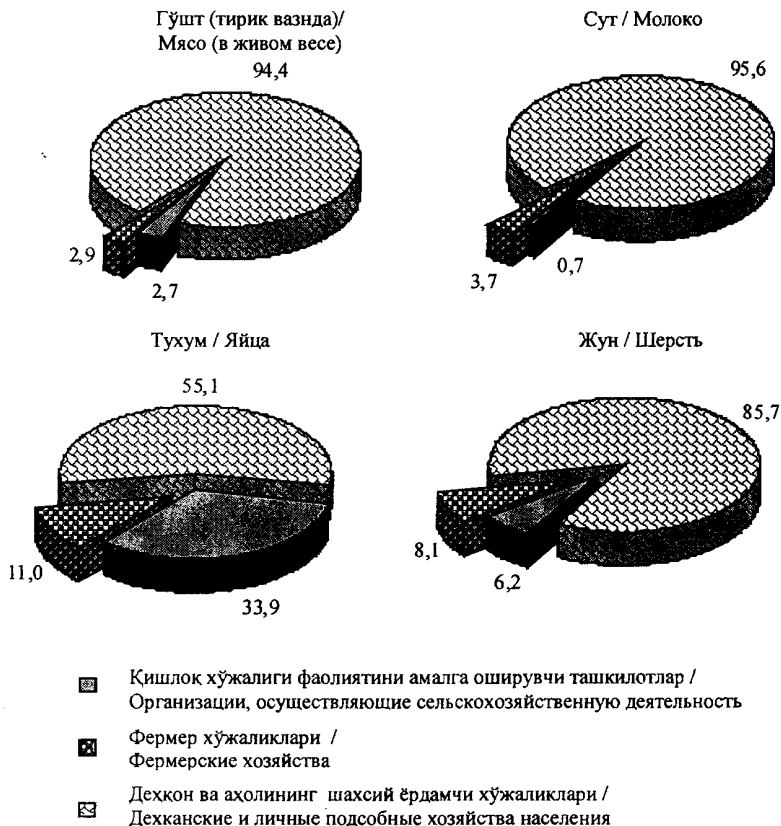 Гўшт (тирик вазнда)/
Мясо (в живом весе)
94,4
2,9
2,7
Сут / Молоко
95,6
3,7
0,7
Тухум / Яйца
55,1
11,0
33,9
Жун / Шерсть
85,7
8,1
6,2
Қишлоқ хўжалиги фаолиятини амалга оширувчи ташкилотлар /
Организации, осуществляющие сельскохозяйственную деятельность
Фермер хўжаликлари /
Фермерские хозяйства
Деҳқон ва аҳолининг шахсий ёрдамчи хўжаликлари /
Дехканские и личные подсобные хозяйства населения